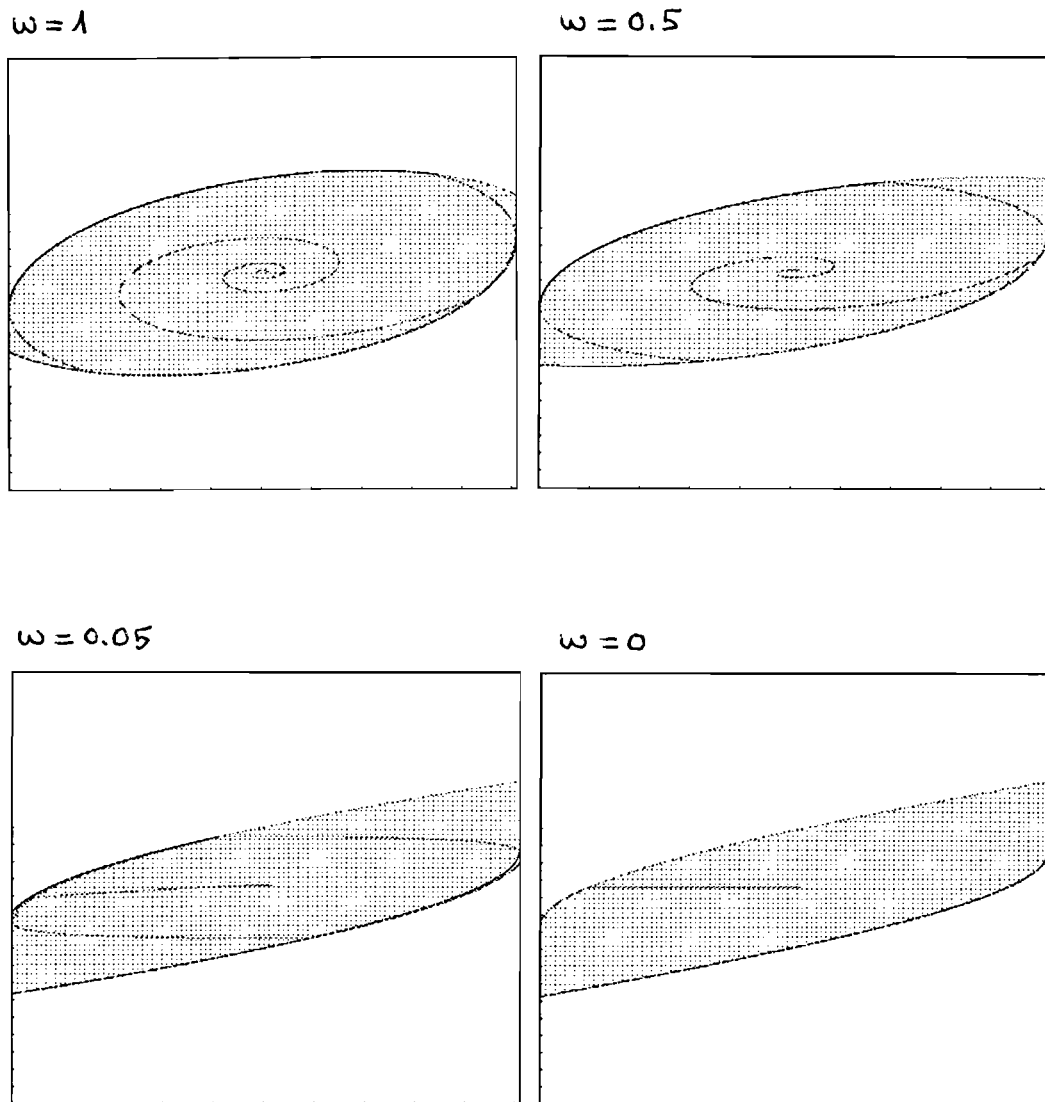 ω = 1
ω = 0.5
ω = 0.05
ω = 0